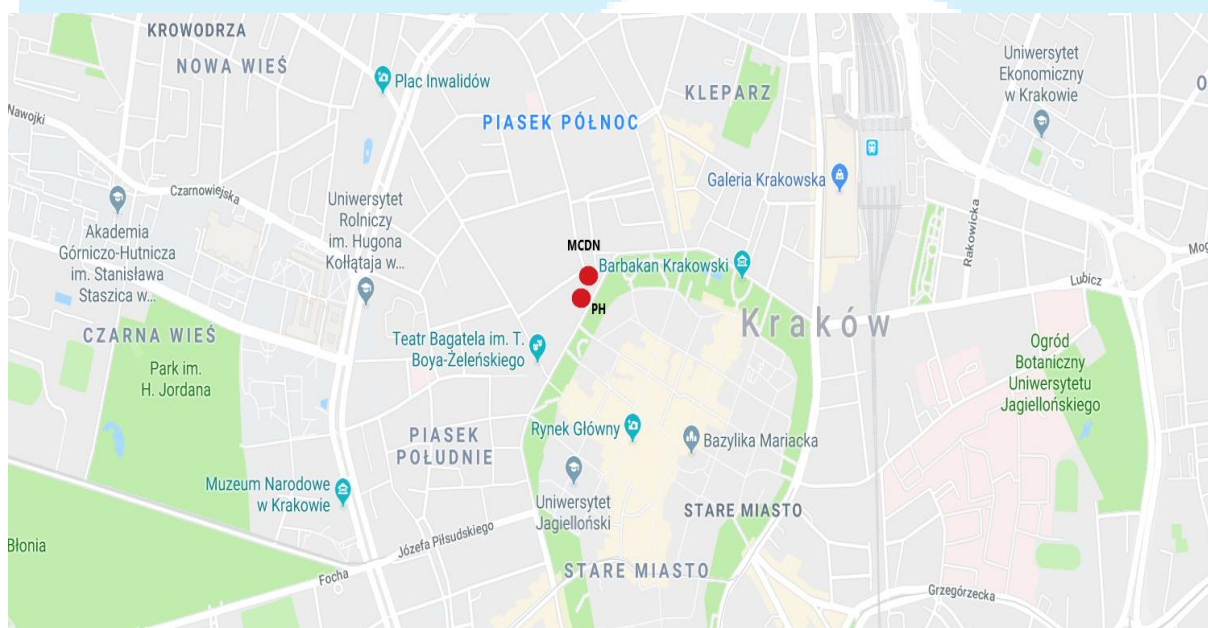 KROWODRZA
NOWA WIEŚ
Plac Inwalidów
PIASEK PÓŁNOC
KLEPARZ
Uniwersytet
Ekonomiczny
w Krakowie
O
Nawojki
Czarnowiejska
Galeria Krakowska
Akademia
Górniczo-Hutnicza
im. Stanisława
Staszica w...
Uniwersytet
Rolniczy
im. Hugona
Kołłątaja w...
MCDN
Barbakan Krakowski
PH
Rakowicka
Mog
Lubicz
Kraków
CZARNA WIEŚ
Park im.
H. Jordana
Teatr Bagatela im. T.
Boya-Żeleńskiego
Ogród
Botaniczny
Uniwersytetu
Jagiellońskiego
PIASEK
POŁUDNIE
Rynek Główny
Bazylika Mariacka
Muzeum Narodowe
w Krakowie
Uniwersytet
Jagielloński
STARE MIASTO
Józefa Piłsudskiego
Błonia
Focha
STARE MIASTO
Grzegórzecka